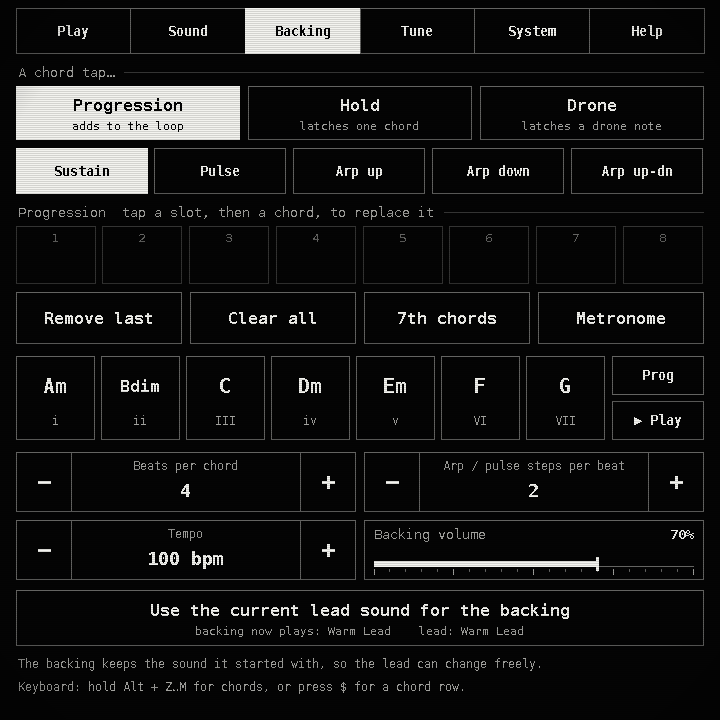 Play Sound Backing Tune System Help
A chord tap…
Progression Hold Drone
adds to the loop latches one chord latches a drone note
Sustain Pulse Arp up Arp down Arp up-dn
Progression tap a slot, then a chord, to replace it
1 2 3 4 5 6 7 8
Remove last Clear all 7th chords Metronome
Am Bdim C Dm Em F G Prog
i ii III iv v VI VII ▶ Play
Beats per chord Arp / pulse steps per beat
− 4 + − 2 +
Tempo Backing volume 70%
− 100 bpm +
Use the current lead sound for the backing
backing now plays: Warm Lead lead: Warm Lead
The backing keeps the sound it started with, so the lead can change freely.
Keyboard: hold Alt + Z..M for chords, or press $ for a chord row.